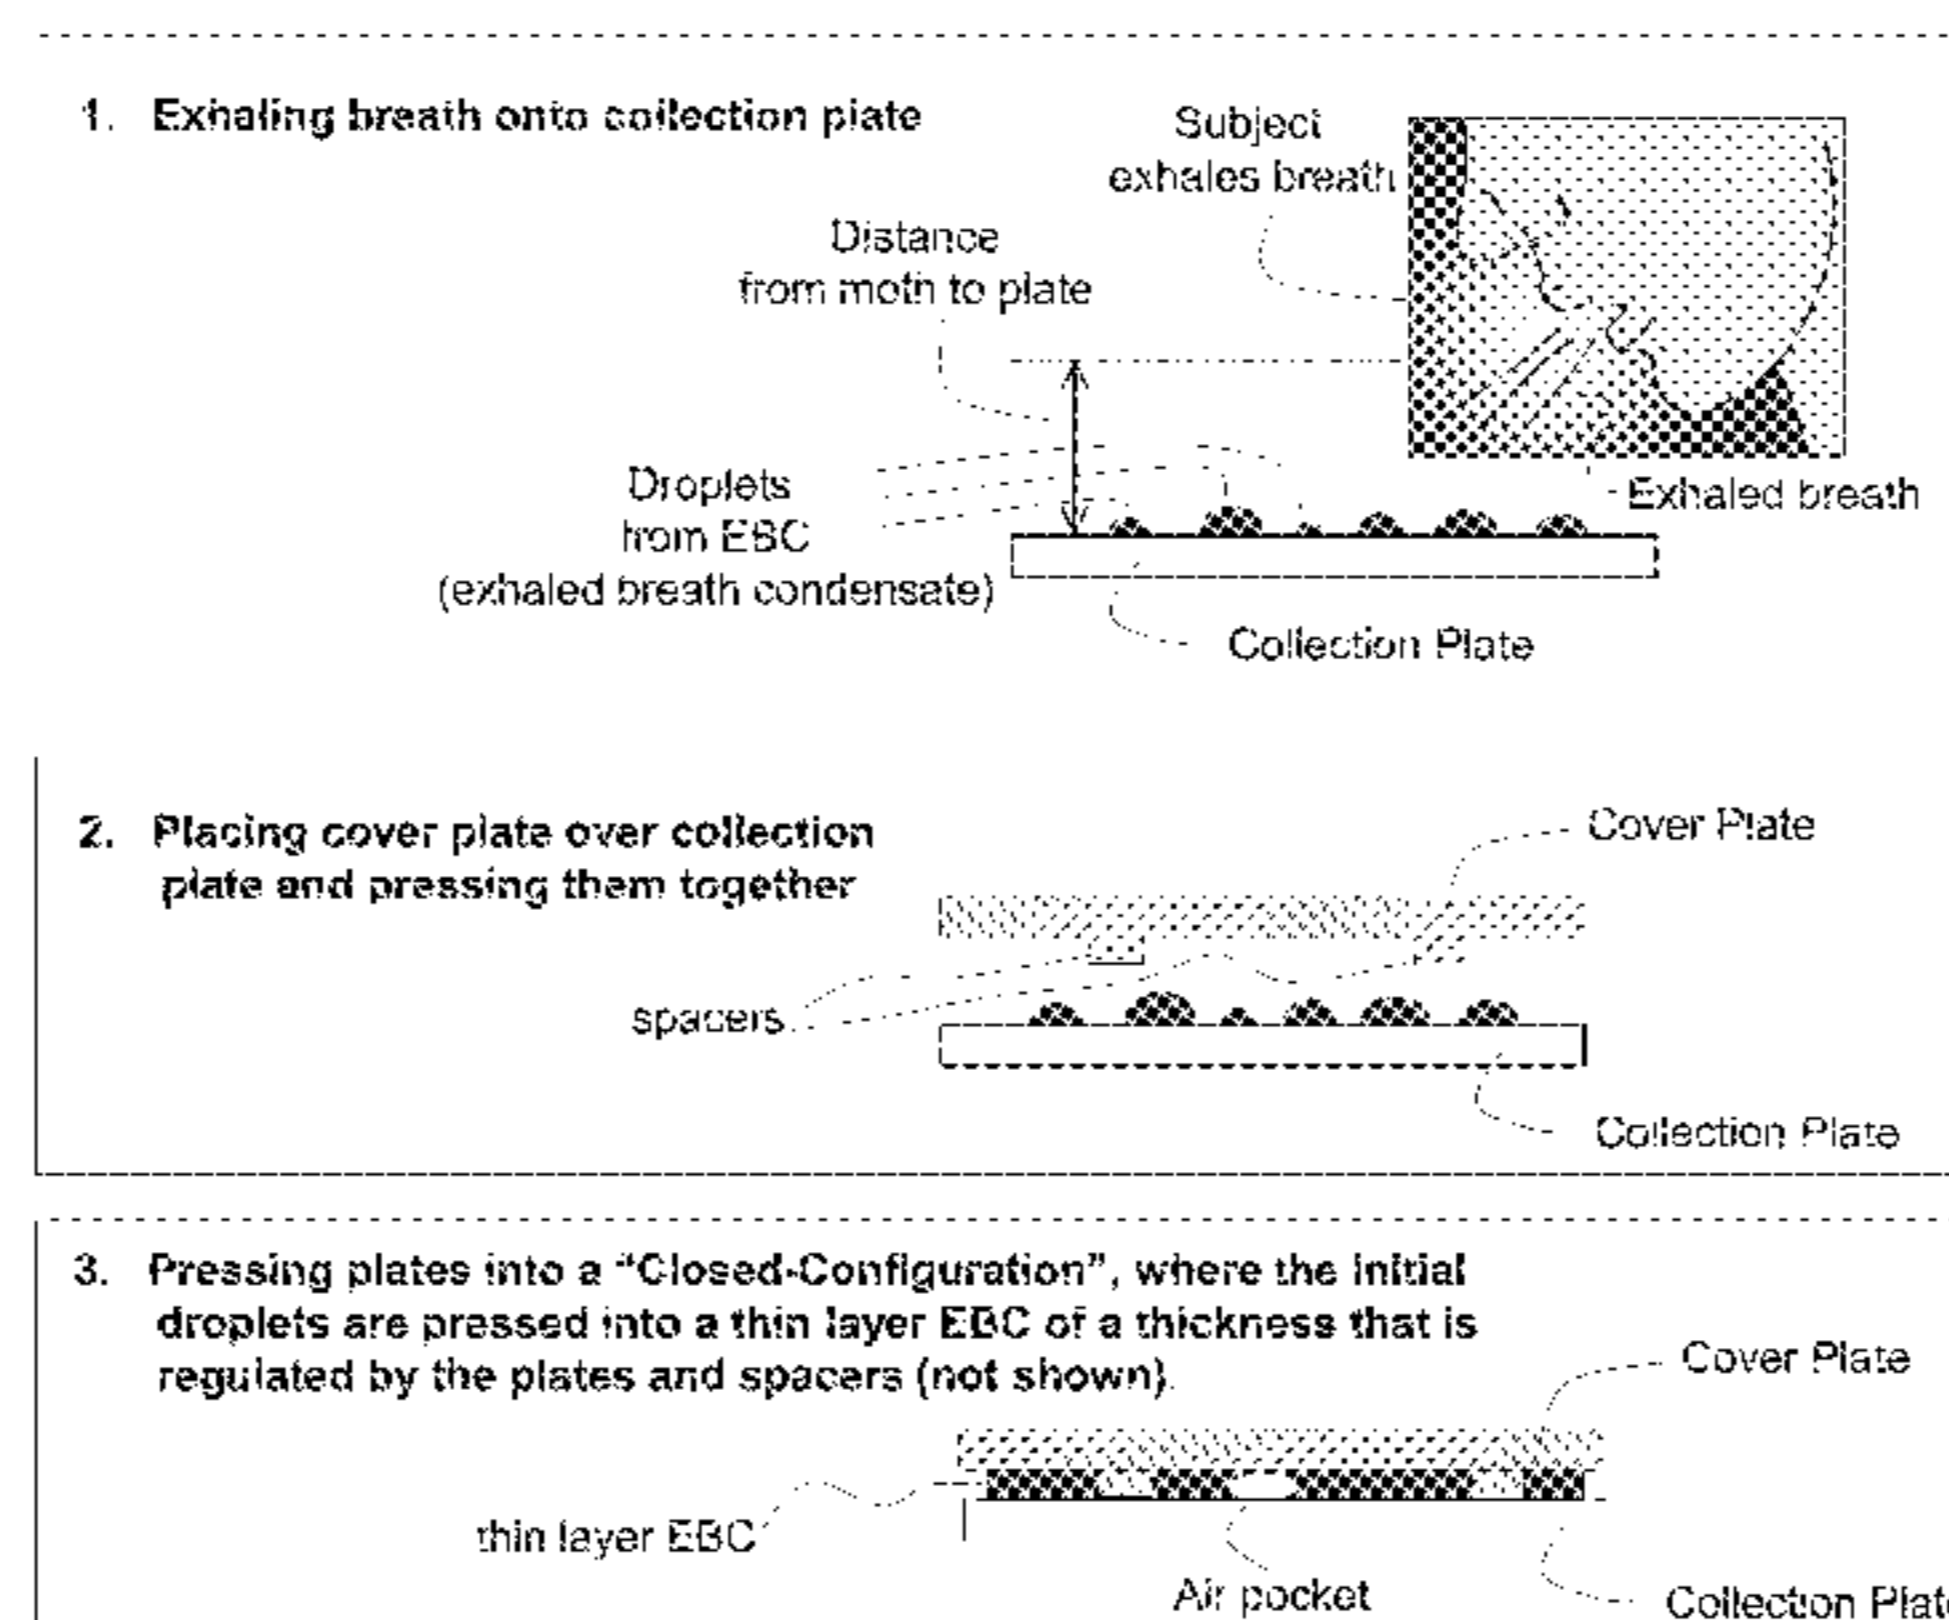 1. Exhaling breath onto collection plate
Subject
exhales breath
Distance
from moth to plate
Droplets
from EBC
(exhaled breath condensate)
Exhaled breath
Collection Plate
2. Placing cover plate over collection
plate and pressing them together
Cover Plate
spacers
Collection Plate
3. Pressing plates into a “Closed-Configuration”, where the initial
droplets are pressed into a thin layer EBC of a thickness that is
regulated by the plates and spacers (not shown).
Cover Plate
thin layer EBC
Air pocket
Collection Plate